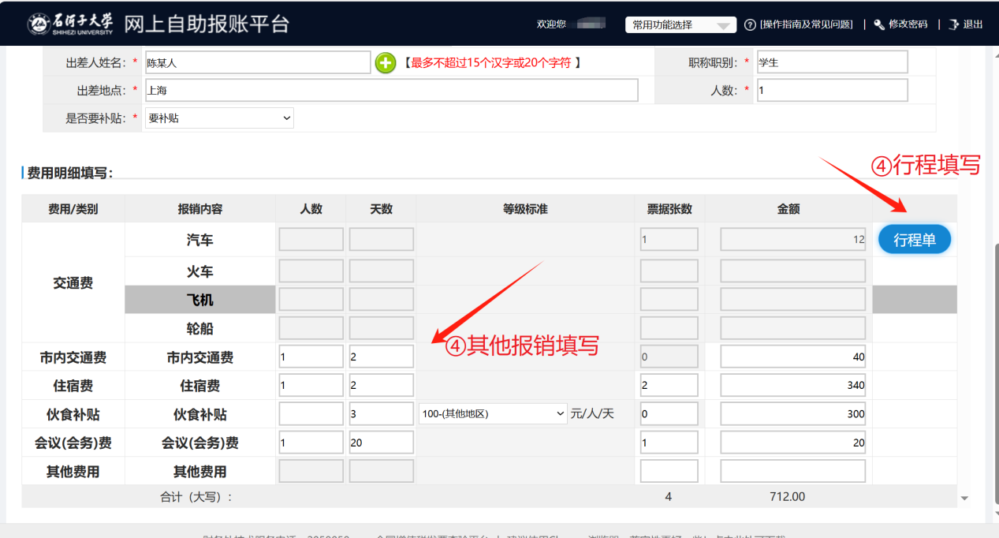 石河子大学 SHIHEZI UNIVERSITY 网上自助报账平台 欢迎您 常用功能选择 ? [操作指南及常见问题] | 修改密码 | 退出
出差人姓名: * 陈某人 【最多不超过15个汉字或20个字符 】 职称职别: * 学生
出差地点: * 上海 人数: * 1
是否要补贴: * 要补贴
④行程填写
费用明细填写:
费用/类别 报销内容 人数 天数 等级标准 票据张数 金额
交通费 汽车 1 12 行程单
火车
飞机
轮船
④其他报销填写
市内交通费 市内交通费 1 2 0 40
住宿费 住宿费 1 2 2 340
伙食补贴 伙食补贴 3 100-(其他地区) 元/人/天 0 300
会议(会务)费 会议(会务)费 1 20 1 20
其他费用 其他费用
合计（大写）: 4 712.00